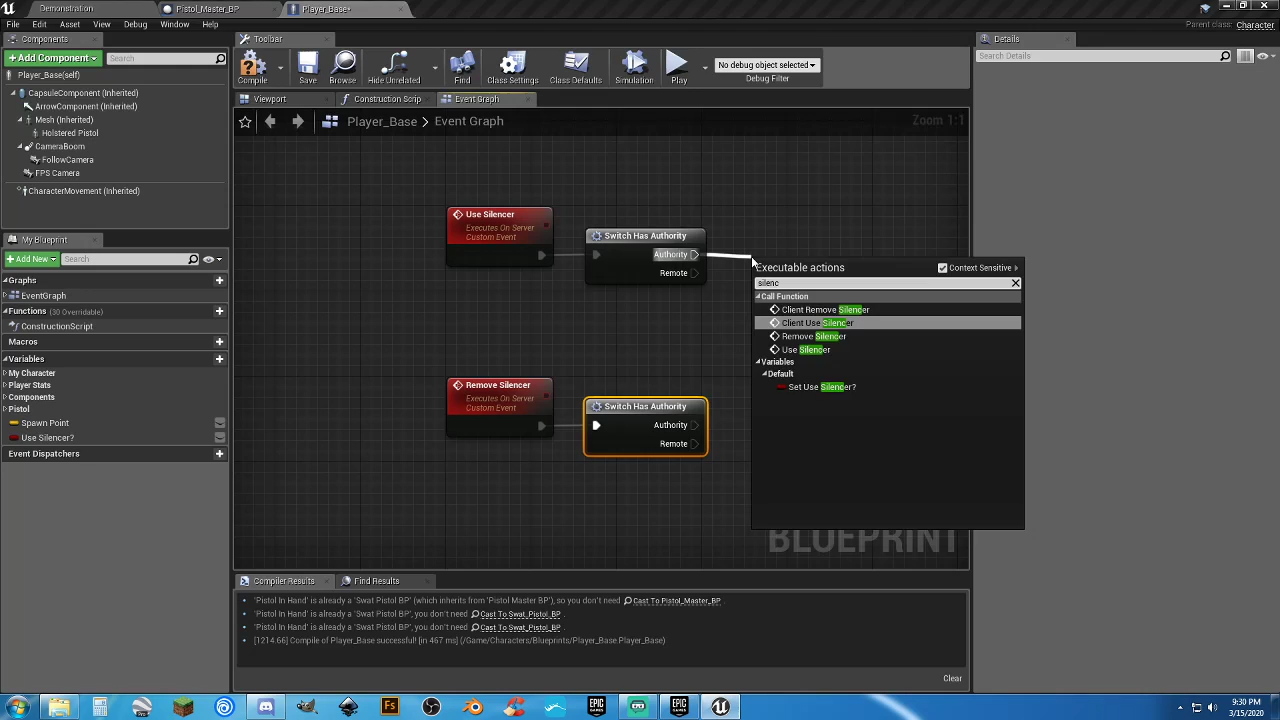 Demonstration
Pistol_Master_BP
Player_Base*
File Edit Asset View Debug Window Help
Parent class: Character
Components
Toolbar
Details
+Add Component
Search
Search Details
Player_Base(self)
CapsuleComponent (Inherited)
ArrowComponent (Inherited)
Mesh (Inherited)
Holstered Pistol
CameraBoom
FollowCamera
FPS Camera
CharacterMovement (Inherited)
Compile
Save
Browse
Hide Unrelated
Find
Class Settings
Class Defaults
Simulation
Play
No debug object selected
Debug Filter
Viewport
Construction Scrip
Event Graph
Player_Base > Event Graph
Zoom 1:1
My Blueprint
+Add New
Search
Graphs
EventGraph
Functions (30 Overridable)
ConstructionScript
Macros
Variables
My Character
Player Stats
Components
Pistol
Spawn Point
Use Silencer?
Event Dispatchers
Use Silencer
Executes On Server
Custom Event
Switch Has Authority
Authority
Remote
Remove Silencer
Executes On Server
Custom Event
Switch Has Authority
Authority
Remote
Executable actions
Context Sensitive
silenc
Call Function
Client Remove Silencer
Client Use Silencer
Remove Silencer
Use Silencer
Variables
Default
Set Use Silencer?
BLUEPRINT
Compiler Results
Find Results
'Pistol In Hand' is already a 'Swat Pistol BP' (which inherits from 'Pistol Master BP'), so you don't need Cast To Pistol_Master_BP .
'Pistol In Hand' is already a 'Swat Pistol BP', you don't need Cast To Swat_Pistol_BP .
'Pistol In Hand' is already a 'Swat Pistol BP', you don't need Cast To Swat_Pistol_BP .
[1214.66] Compile of Player_Base successful! [in 467 ms] (/Game/Characters/Blueprints/Player_Base.Player_Base)
Clear
Fs
EPIC GAMES
EPIC GAMES
9:30 PM
3/15/2020